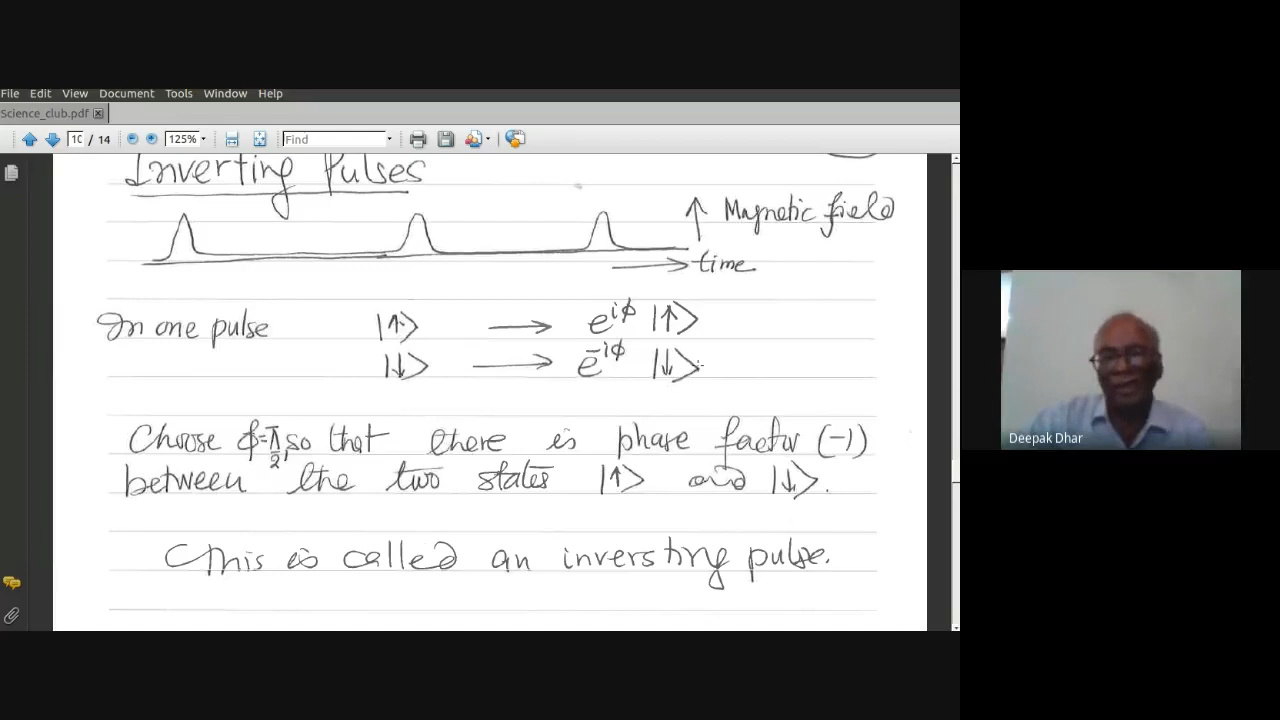 File Edit View Document Tools Window Help
Science_club.pdf
10 / 14 125% Find
Inverting Pulses
↑ Magnetic field
→ time
In one pulse |↑> → e^{iϕ} |↑>
|↓> → e^{-iϕ} |↓>
Choose ϕ=π/2, so that there is phase factor (-1)
between the two states |↑> and |↓>.
This is called an inversting pulse.
Deepak Dhar